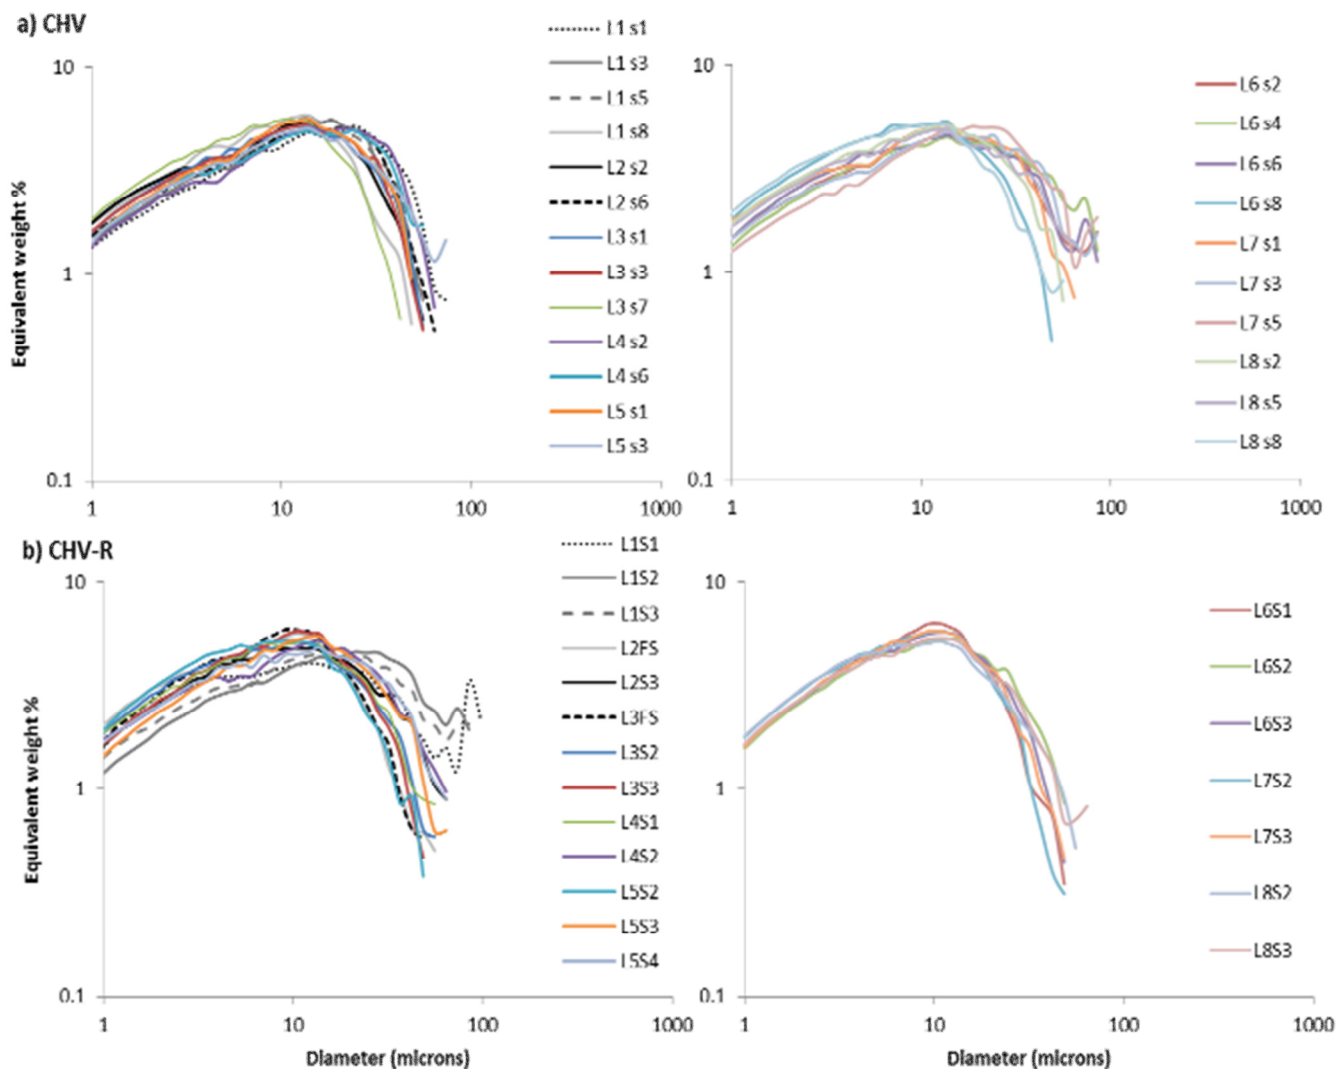 a) CHV
10
1
0.1
1 10 100 1000
Equivalent weight %
L1 s1
L1 s3
L1 s5
L1 s8
L2 s2
L2 s6
L3 s1
L3 s3
L3 s7
L4 s2
L4 s6
L5 s1
L5 s3
10
1
0.1
1 10 100 1000
L6 s2
L6 s4
L6 s6
L6 s8
L7 s1
L7 s3
L7 s5
L8 s2
L8 s5
L8 s8
b) CHV-R
10
1
0.1
1 10 100 1000
Equivalent weight %
Diameter (microns)
L1S1
L1S2
L1S3
L2FS
L2S3
L3FS
L3S2
L3S3
L4S1
L4S2
L5S2
L5S3
L5S4
10
1
0.1
1 10 100 1000
Diameter (microns)
L6S1
L6S2
L6S3
L7S2
L7S3
L8S2
L8S3